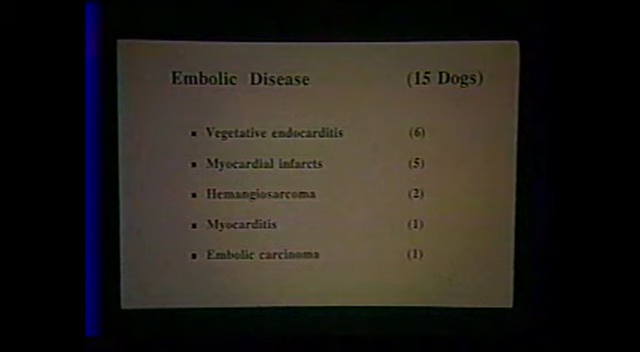 Embolic Disease (15 Dogs)
▪ Vegetative endocarditis (6)
▪ Myocardial infarcts (5)
▪ Hemangiosarcoma (2)
▪ Myocarditis (1)
▪ Embolic carcinoma (1)